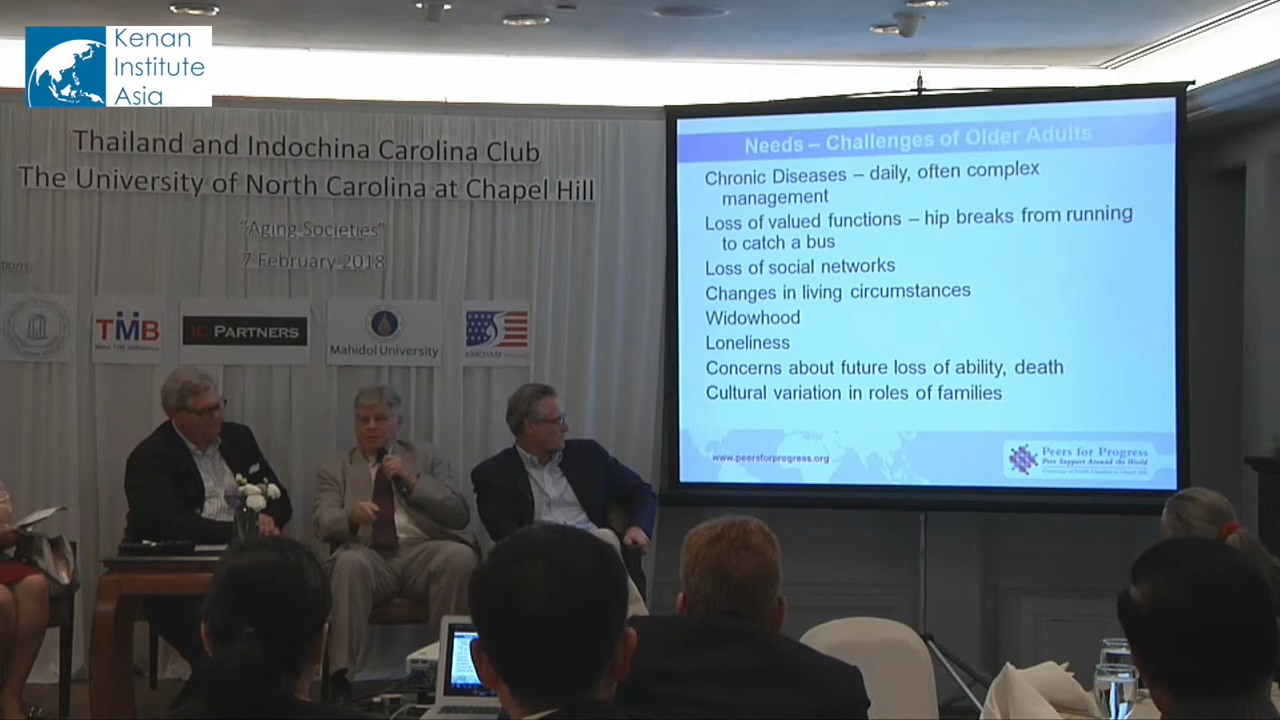 Kenan
Institute
Asia
Thailand and Indochina Carolina Club
The University of North Carolina at Chapel Hill
"Aging Societies"
7 February 2018
TMB
PARTNERS
Mahidol University
AMCHAM
Needs – Challenges of Older Adults
Chronic Diseases – daily, often complex
management
Loss of valued functions – hip breaks from running
to catch a bus
Loss of social networks
Changes in living circumstances
Widowhood
Loneliness
Concerns about future loss of ability, death
Cultural variation in roles of families
www.peersforprogress.org
Peers for Progress
Peer Support Around the World